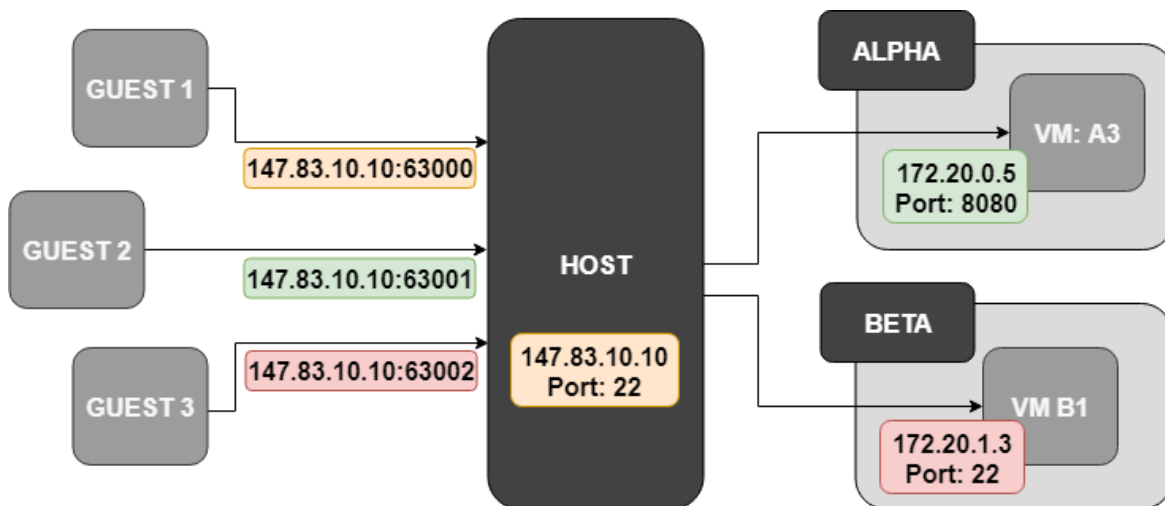 GUEST 1
147.83.10.10:63000
GUEST 2
147.83.10.10:63001
GUEST 3
147.83.10.10:63002
HOST
147.83.10.10
Port: 22
ALPHA
VM: A3
172.20.0.5
Port: 8080
BETA
VM B1
172.20.1.3
Port: 22